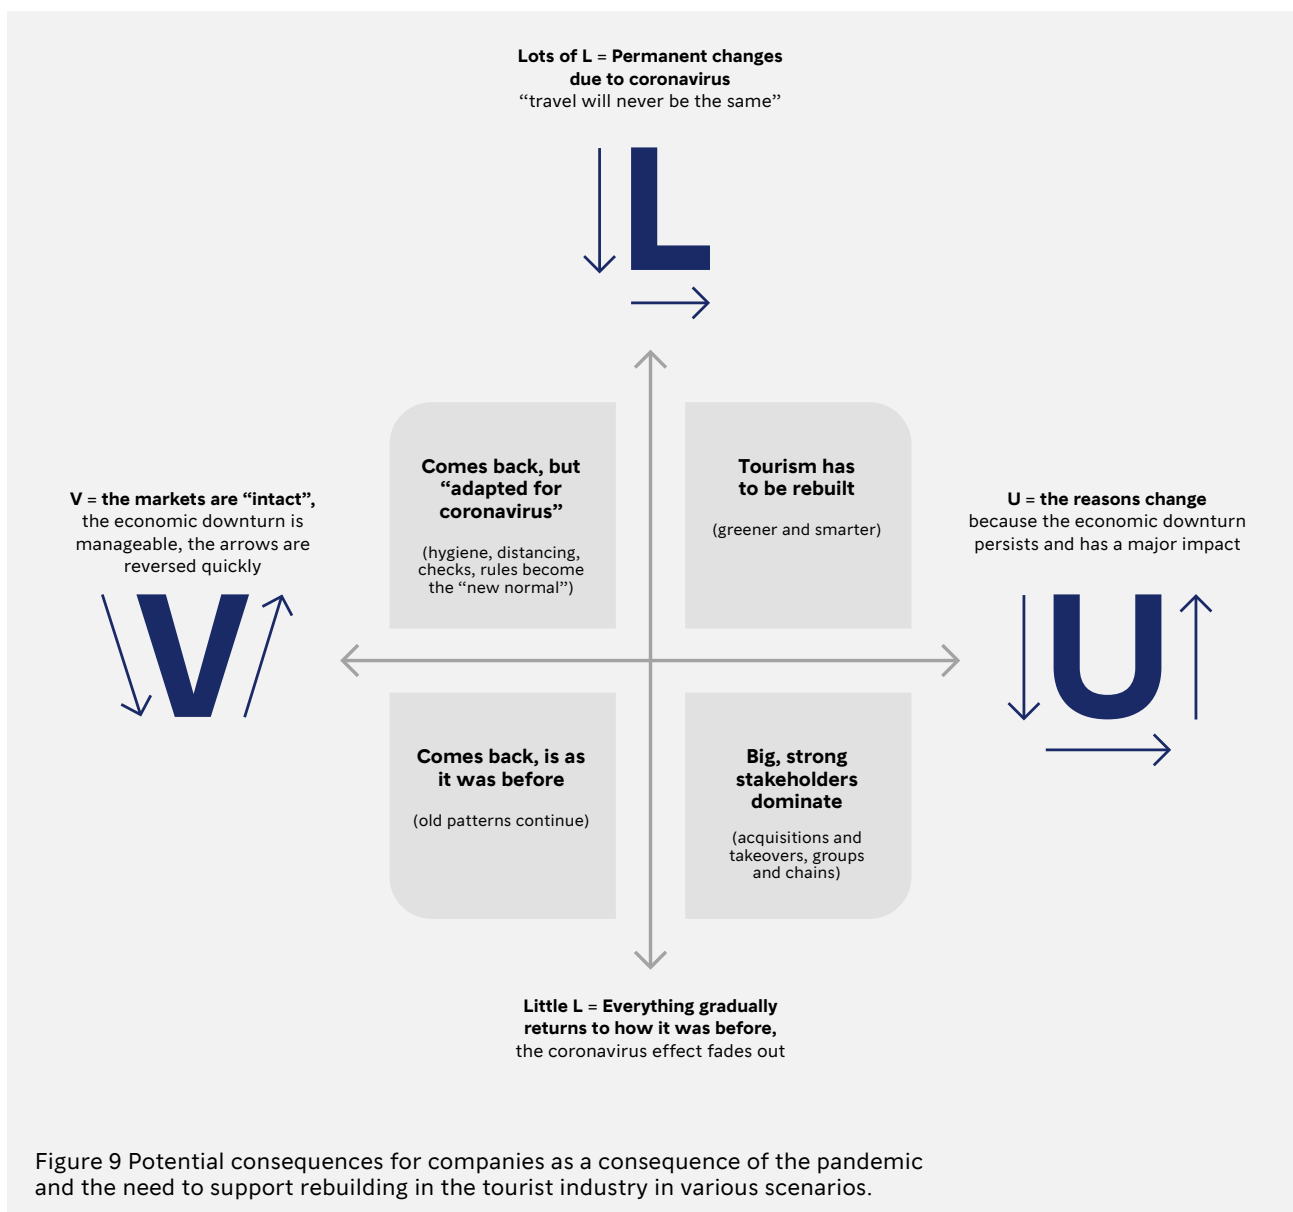 Lots of L = Permanent changes
due to coronavirus
“travel will never be the same”
L
Comes back, but
“adapted for
coronavirus”
(hygiene, distancing,
checks, rules become
the “new normal”)
Tourism has
to be rebuilt
(greener and smarter)
V = the markets are “intact”,
the economic downturn is
manageable, the arrows are
reversed quickly
V
U = the reasons change
because the economic downturn
persists and has a major impact
U
Comes back, is as
it was before
(old patterns continue)
Big, strong
stakeholders
dominate
(acquisitions and
takeovers, groups
and chains)
Little L = Everything gradually
returns to how it was before,
the coronavirus effect fades out
Figure 9 Potential consequences for companies as a consequence of the pandemic
and the need to support rebuilding in the tourist industry in various scenarios.